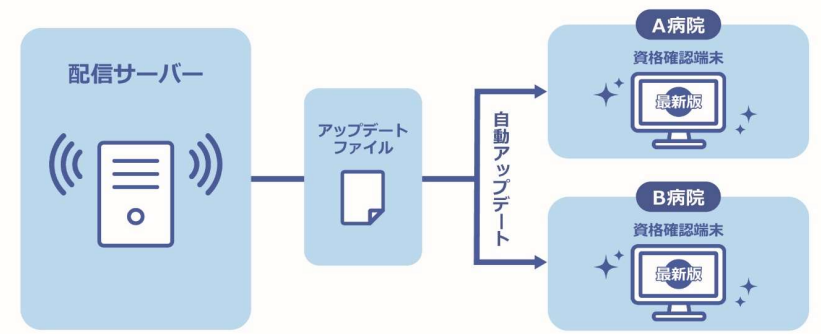 配信サーバー
アップデート
ファイル
自動アップデート
A病院
資格確認端末
最新版
B病院
資格確認端末
最新版